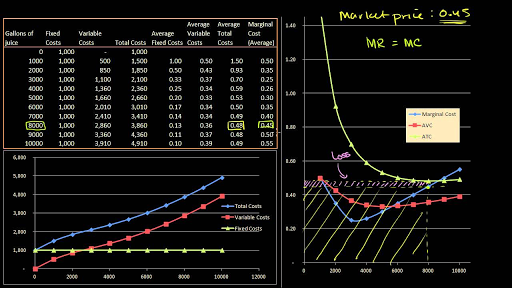 market price : 0.45
MR = MC
Average Average Marginal
Gallons of Fixed Variable Average Variable Total Cost
juice Costs Costs Total Costs Fixed Costs Costs Costs (Average)
0 1,000 - 1,000
1000 1,000 500 1,500 1.00 0.50 1.50 0.50
2000 1,000 850 1,850 0.50 0.43 0.93 0.35
3000 1,000 1,100 2,100 0.33 0.37 0.70 0.25
4000 1,000 1,360 2,360 0.25 0.34 0.59 0.26
5000 1,000 1,660 2,660 0.20 0.33 0.53 0.30
6000 1,000 2,010 3,010 0.17 0.34 0.50 0.35
7000 1,000 2,410 3,410 0.14 0.34 0.49 0.40
8000 1,000 2,860 3,860 0.13 0.36 0.48 0.45
9000 1,000 3,360 4,360 0.11 0.37 0.48 0.50
10000 1,000 3,910 4,910 0.10 0.39 0.49 0.55
6,000
5,000
4,000
3,000
2,000
1,000
-
0 2000 4000 6000 8000 10000 12000
Total Costs
Variable Costs
Fixed Costs
1.40
1.20
1.00
0.80
0.60
0.40
0.20
-
0 2000 4000 6000 8000 10000
Marginal Cost
AVC
ATC
Loss